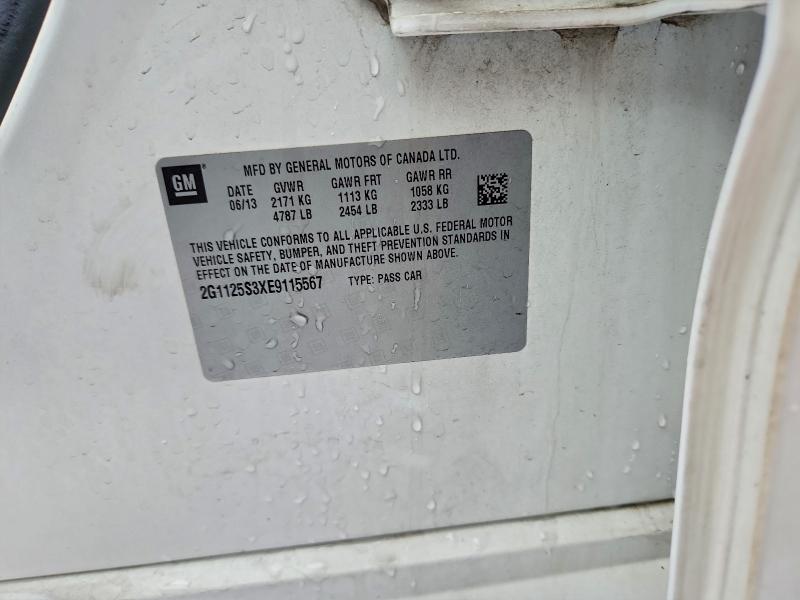 GM
MFD BY GENERAL MOTORS OF CANADA LTD.
DATE GVWR GAWR FRT GAWR RR
06/13 2171 KG 1113 KG 1058 KG
4787 LB 2454 LB 2333 LB
THIS VEHICLE CONFORMS TO ALL APPLICABLE U.S. FEDERAL MOTOR
VEHICLE SAFETY, BUMPER, AND THEFT PREVENTION STANDARDS IN
EFFECT ON THE DATE OF MANUFACTURE SHOWN ABOVE.
2G1125S3XE9115567 TYPE: PASS CAR